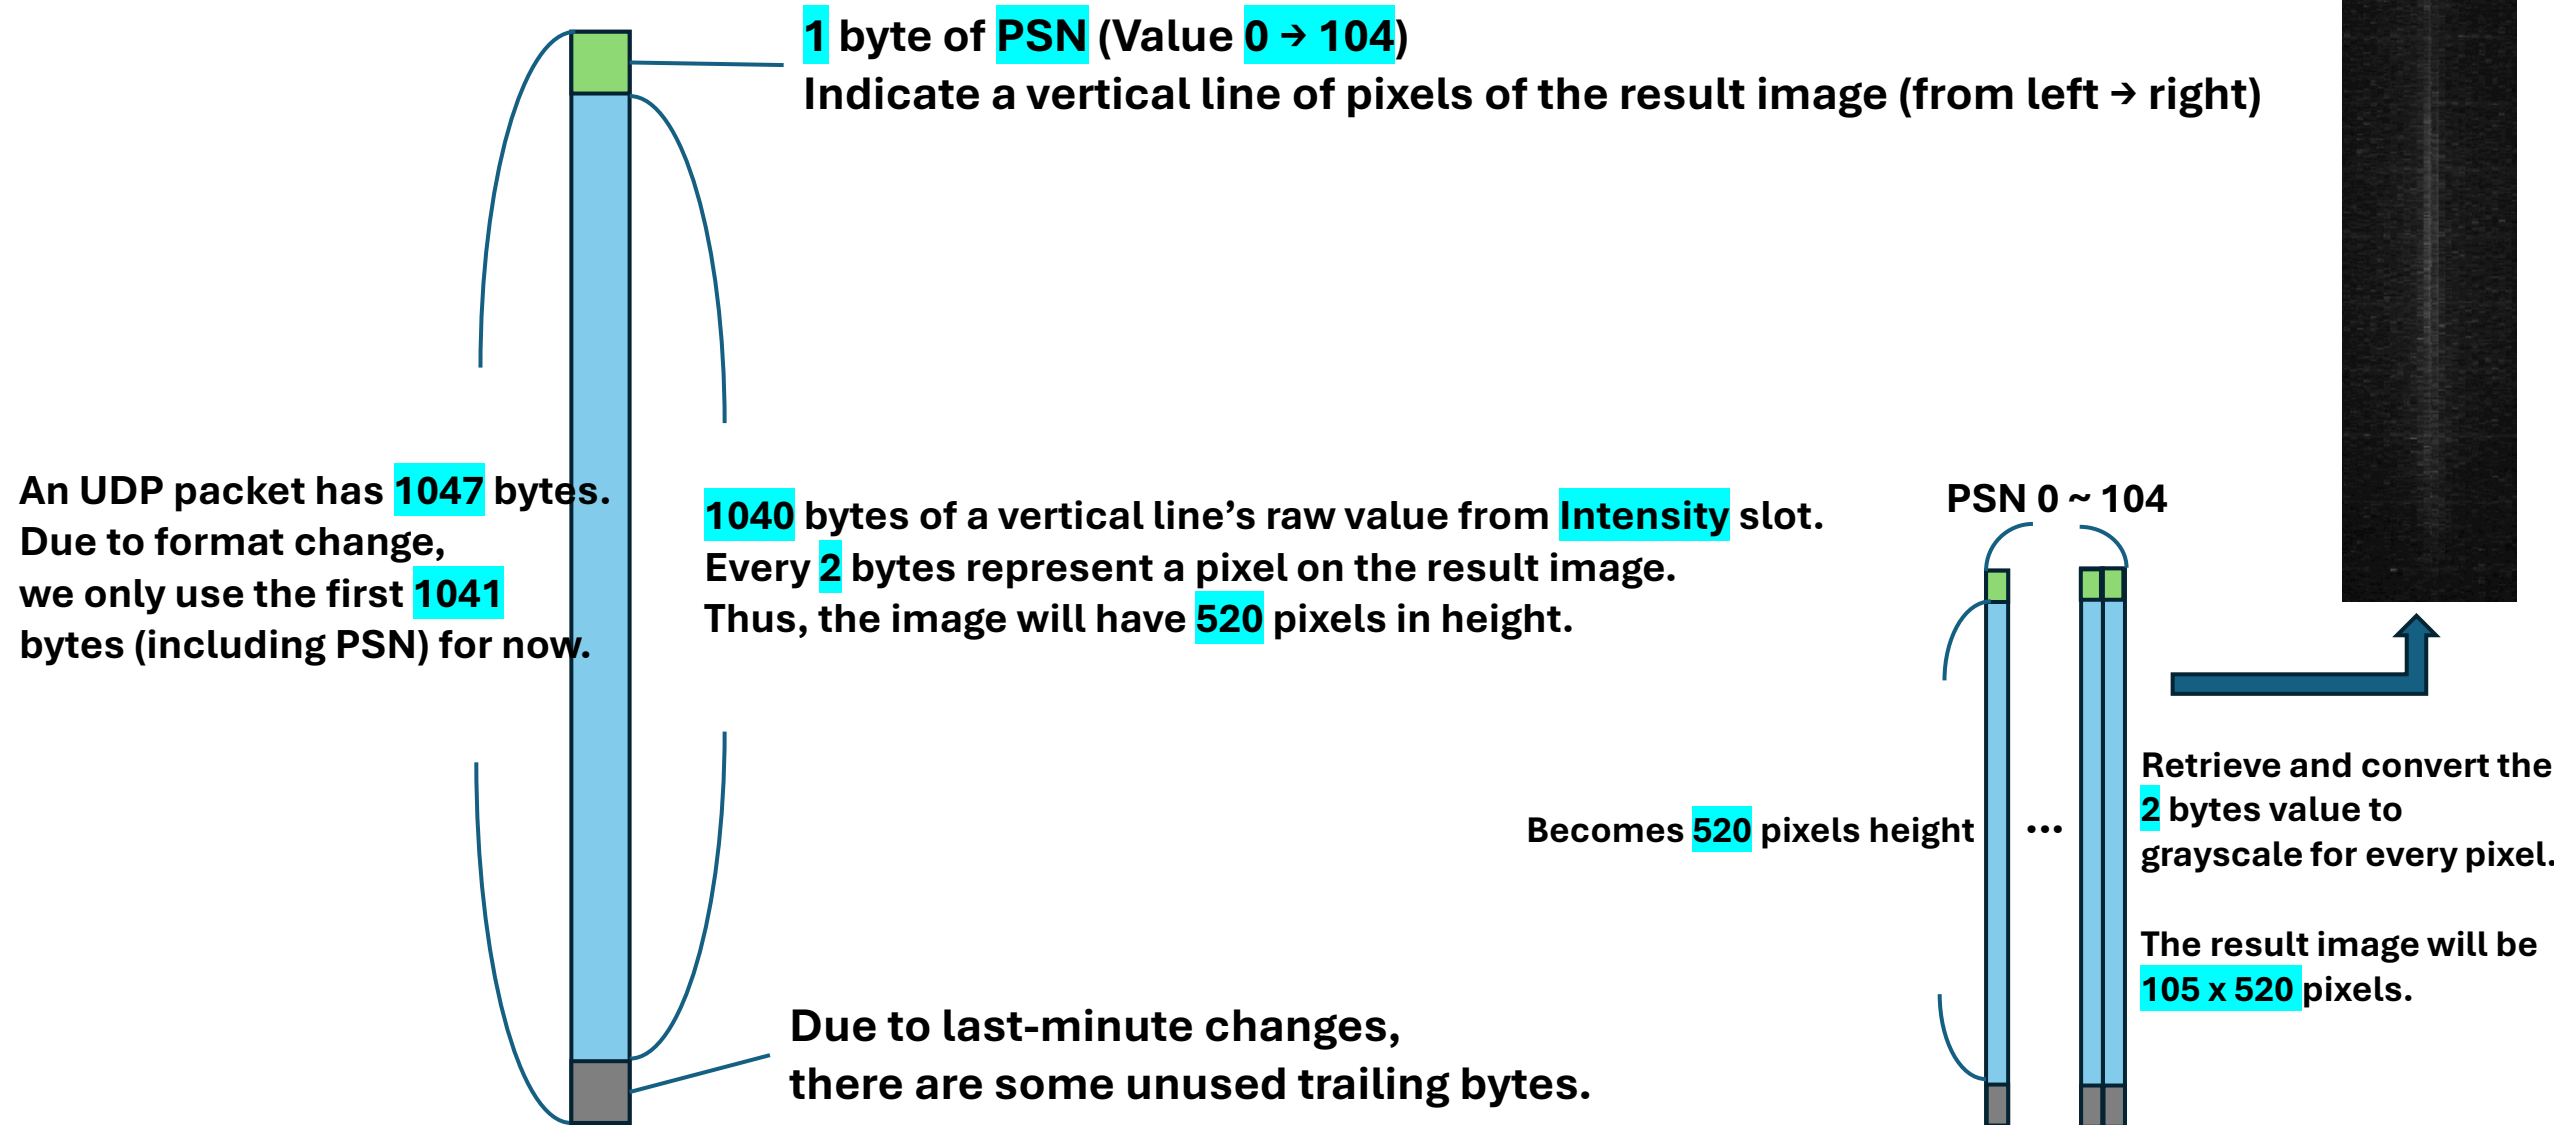 1 byte of PSN (Value 0 → 104)
Indicate a vertical line of pixels of the result image (from left → right)
An UDP packet has 1047 bytes.
Due to format change,
we only use the first 1041
bytes (including PSN) for now.
1040 bytes of a vertical line’s raw value from Intensity slot.
Every 2 bytes represent a pixel on the result image.
Thus, the image will have 520 pixels in height.
Due to last-minute changes,
there are some unused trailing bytes.
PSN 0 ~ 104
Becomes 520 pixels height
...
Retrieve and convert the
2 bytes value to
grayscale for every pixel.
The result image will be
105 x 520 pixels.